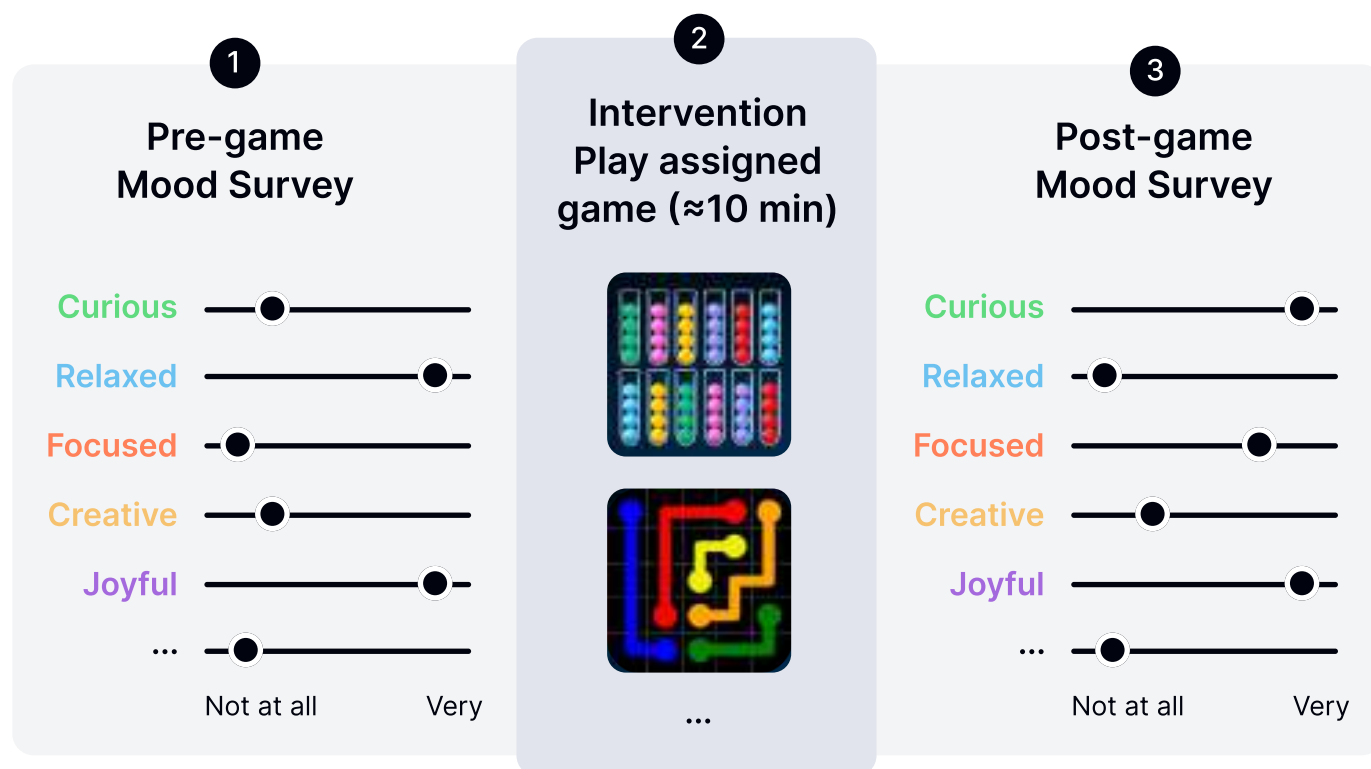 1
Pre-game
Mood Survey
Curious
Relaxed
Focused
Creative
Joyful
...
Not at all
Very
2
Intervention
Play assigned
game (≈10 min)
...
3
Post-game
Mood Survey
Curious
Relaxed
Focused
Creative
Joyful
...
Not at all
Very